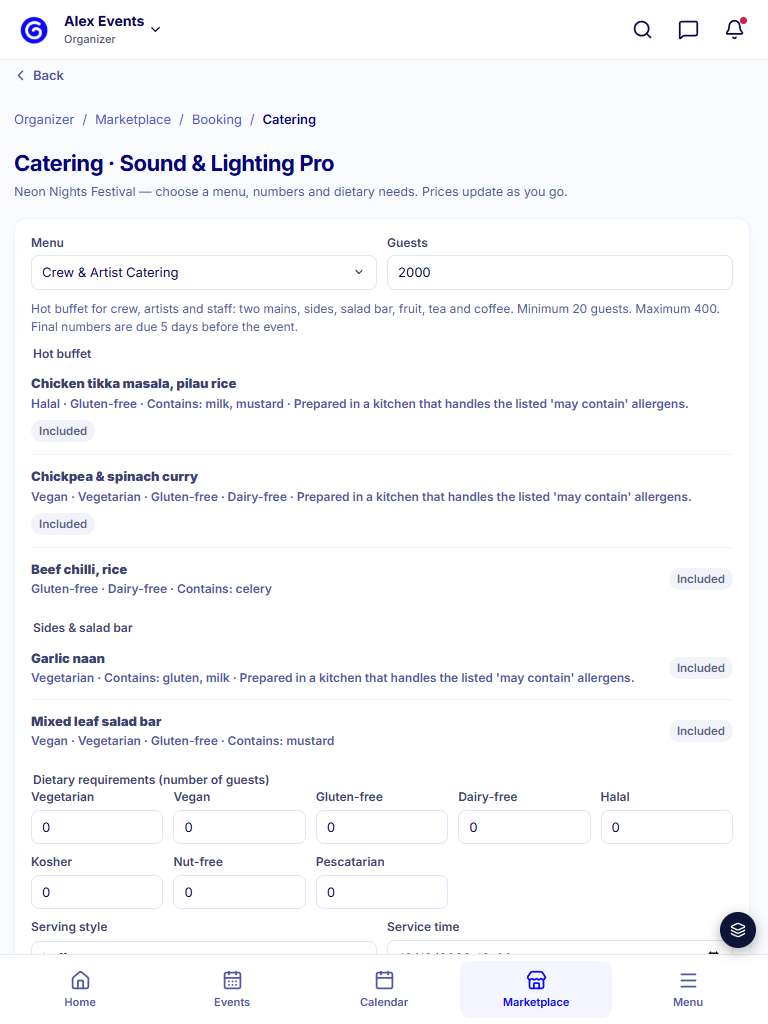 Alex Events
Organizer
Back
Organizer / Marketplace / Booking / Catering
Catering · Sound & Lighting Pro
Neon Nights Festival — choose a menu, numbers and dietary needs. Prices update as you go.
Menu
Guests
Crew & Artist Catering
2000
Hot buffet for crew, artists and staff: two mains, sides, salad bar, fruit, tea and coffee. Minimum 20 guests. Maximum 400.
Final numbers are due 5 days before the event.
Hot buffet
Chicken tikka masala, pilau rice
Halal · Gluten-free · Contains: milk, mustard · Prepared in a kitchen that handles the listed 'may contain' allergens.
Included
Chickpea & spinach curry
Vegan · Vegetarian · Gluten-free · Dairy-free · Prepared in a kitchen that handles the listed 'may contain' allergens.
Included
Beef chilli, rice
Gluten-free · Dairy-free · Contains: celery
Included
Sides & salad bar
Garlic naan
Vegetarian · Contains: gluten, milk · Prepared in a kitchen that handles the listed 'may contain' allergens.
Included
Mixed leaf salad bar
Vegan · Vegetarian · Gluten-free · Contains: mustard
Included
Dietary requirements (number of guests)
Vegetarian Vegan Gluten-free Dairy-free Halal
0 0 0 0 0
Kosher Nut-free Pescatarian
0 0 0
Serving style
Service time
Home Events Calendar Marketplace Menu